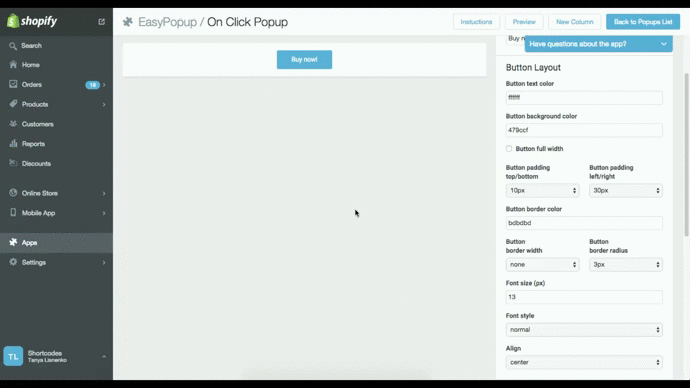 shopify
Search
Home
Orders
18
Products
Customers
Reports
Discounts
Online Store
Mobile App
Apps
Settings
TL
Shortcodes
Tanya Lisnenko
EasyPopup / On Click Popup
Instuctions
Preview
New Column
Back to Popups List
Buy now!
Buy n
Have questions about the app?
Button Layout
Button text color
ffffff
Button background color
479ccf
Button full width
Button padding
top/bottom
Button padding
left/right
10px
30px
Button border color
bdbdbd
Button
border width
Button
border radius
none
3px
Font size (px)
13
Font style
normal
Align
center